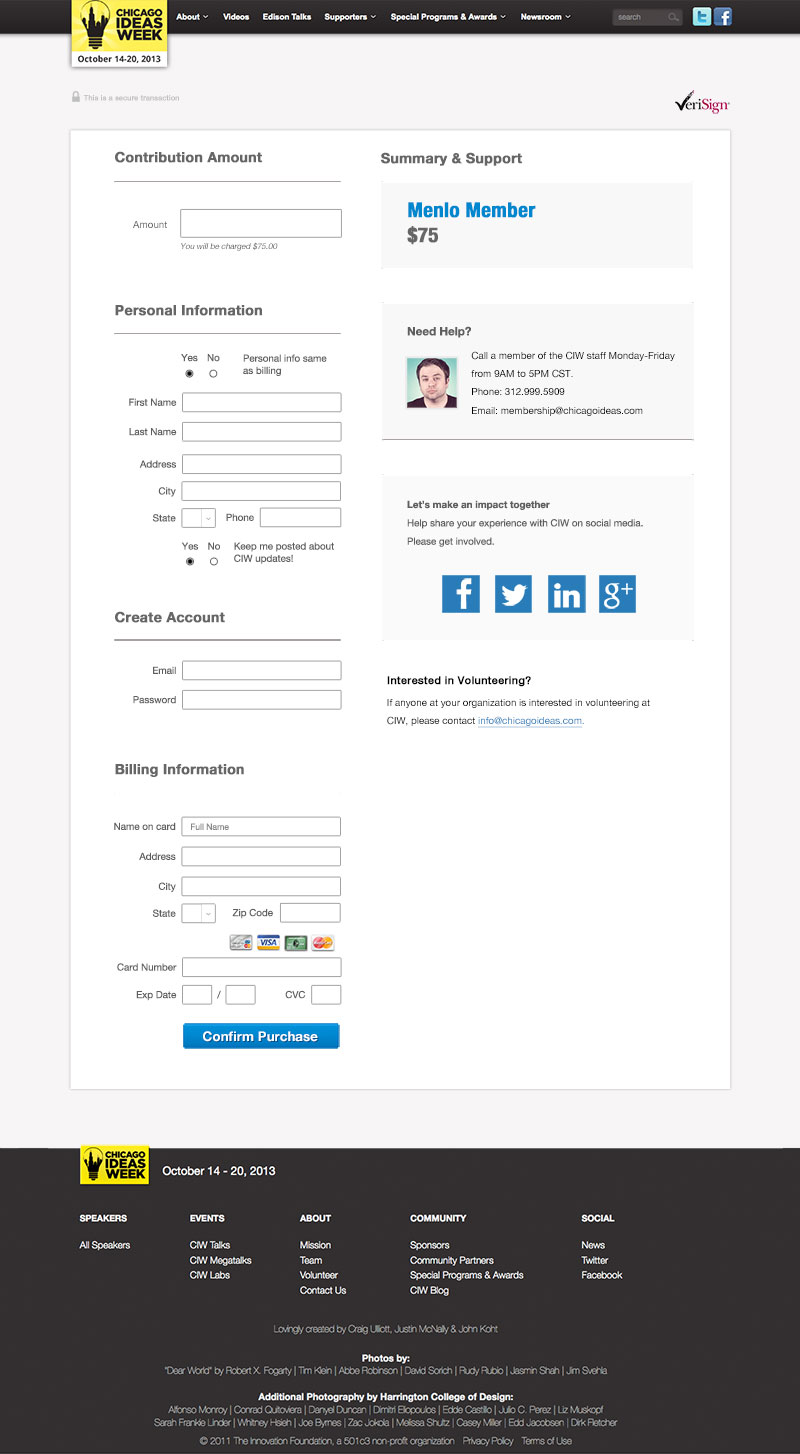 CHICAGO
IDEAS
WEEK
October 14-20, 2013
About
Videos
Edison Talks
Supporters
Special Programs & Awards
Newsroom
search
This is a secure transaction
VeriSign
Contribution Amount
Amount
You will be charged $75.00
Summary & Support
Menlo Member
$75
Personal Information
Yes No Personal info same
as billing
First Name
Last Name
Address
City
State Phone
Yes No Keep me posted about
CIW updates!
Need Help?
Call a member of the CIW staff Monday-Friday
from 9AM to 5PM CST.
Phone: 312.999.5909
Email: membership@chicagoideas.com
Let's make an impact together
Help share your experience with CIW on social media.
Please get involved.
Create Account
Email
Password
Interested in Volunteering?
If anyone at your organization is interested in volunteering at
CIW, please contact info@chicagoideas.com.
Billing Information
Name on card Full Name
Address
City
State Zip Code
VISA
Card Number
Exp Date / CVC
Confirm Purchase
CHICAGO
IDEAS
WEEK
October 14 - 20, 2013
SPEAKERS
All Speakers
EVENTS
CIW Talks
CIW Megatalks
CIW Labs
ABOUT
Mission
Team
Volunteer
Contact Us
COMMUNITY
Sponsors
Community Partners
Special Programs & Awards
CIW Blog
SOCIAL
News
Twitter
Facebook
Lovingly created by Craig Ulliott, Justin McNally & John Koht
Photos by:
"Dear World" by Robert X. Fogarty | Tim Klein | Abbe Robinson | David Sorich | Rudy Rubio | Jasmin Shah | Jim Svehla
Additional Photography by Harrington College of Design:
Alfonso Monroy | Conrad Quitoviera | Danyel Duncan | Dimitri Eliopoulos | Edde Castillo | Julio C. Perez | Liz Muskopf
Sarah Frankie Linder | Whitney Hsieh | Joe Byrnes | Zac Jokola | Melissa Shultz | Casey Miller | Edd Jacobsen | Dirk Fletcher
© 2011 The Innovation Foundation, a 501c3 non-profit organization Privacy Policy Terms of Use